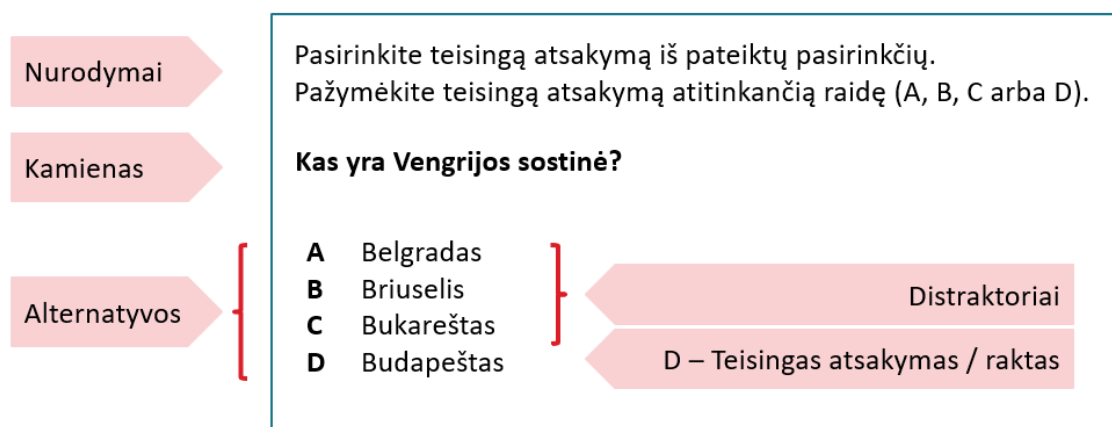 Nurodymai
Pasirinkite teisingą atsakymą iš pateiktų pasirinkčių.
Pažymėkite teisingą atsakymą atitinkančią raidę (A, B, C arba D).
Kamienas
Kas yra Vengrijos sostinė?
Alternatyvos
A Belgradas
B Briuselis
C Bukareštas
D Budapeštas
Distraktoriai
D – Teisingas atsakymas / raktas